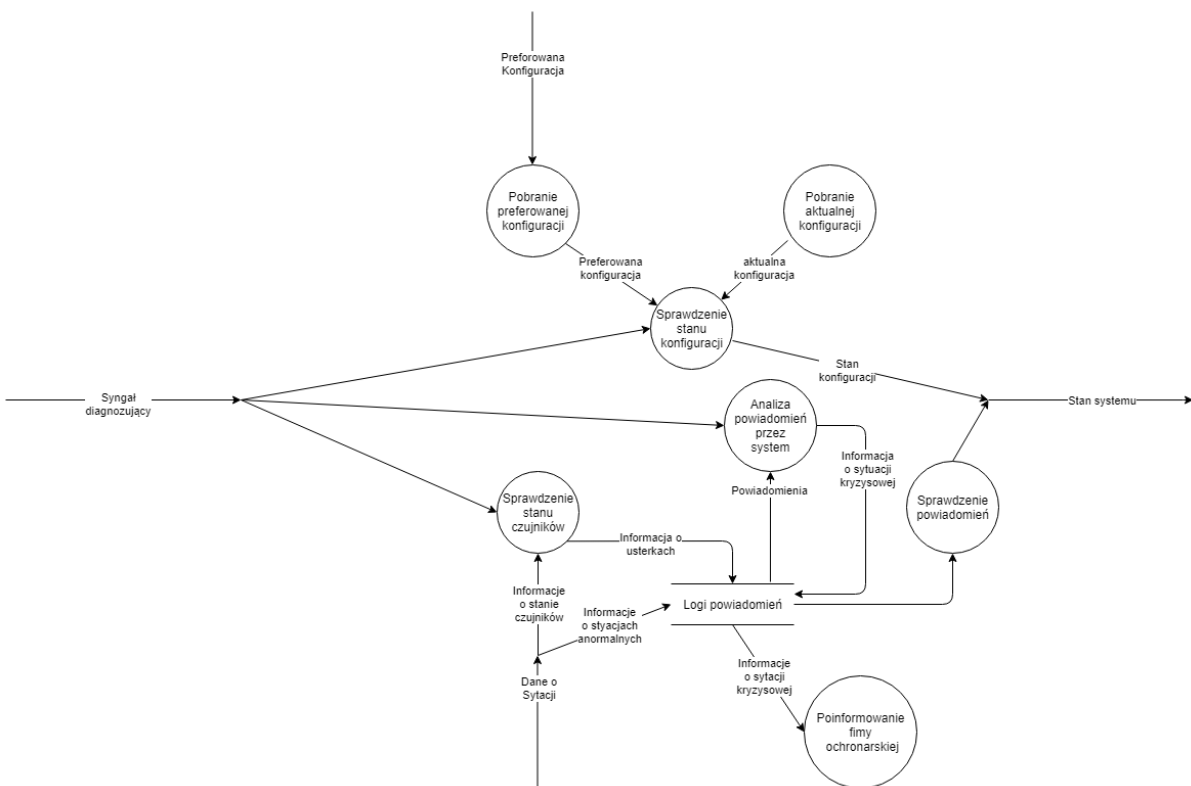 Preforowana
Konfiguracja
Pobranie
preferowanej
konfiguracji
Pobranie
aktualnej
konfiguracji
Preferowana
konfiguracja
aktualna
konfiguracja
Sprawdzenie
stanu
konfiguracji
Stan
konfiguracji
Syngał
diagnozujący
Stan systemu
Analiza
powiadomień
przez
system
Informacja
o sytuacji
kryzysowej
Powiadomienia
Sprawdzenie
stanu
czujników
Sprawdzenie
powiadomień
Informacja o
usterkach
Informacje
o stanie
czujników
Informacje
o styacjach
anormalnych
Logi powiadomień
Dane o
Sytacji
Informacje
o sytacji
kryzysowej
Poinformowanie
fimy
ochronarskiej